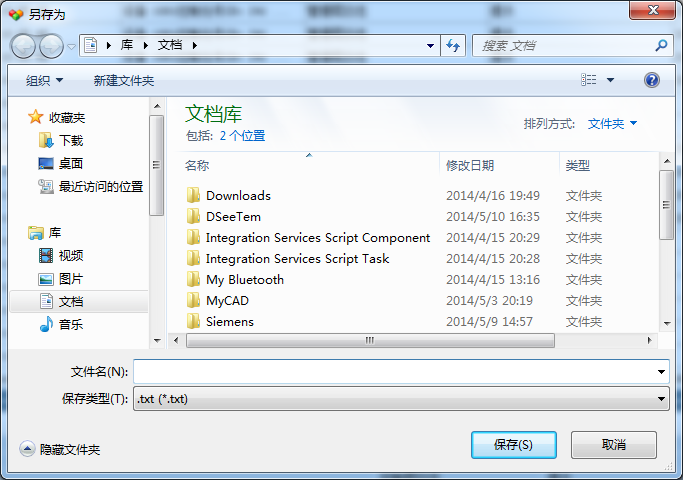 另存为
库 文档 搜索 文档
组织 新建文件夹
收藏夹
下载
桌面
最近访问的位置
库
视频
图片
文档
音乐
文档库
包括: 2 个位置
排列方式: 文件夹
名称 修改日期 类型
Downloads 2014/4/16 19:49 文件夹
DSeeTem 2014/5/10 16:35 文件夹
Integration Services Script Component 2014/4/15 20:29 文件夹
Integration Services Script Task 2014/4/15 20:28 文件夹
My Bluetooth 2014/4/15 13:16 文件夹
MyCAD 2014/5/3 20:19 文件夹
Siemens 2014/5/9 14:57 文件夹
文件名(N):
保存类型(T): .txt (*.txt)
隐藏文件夹 保存(S) 取消